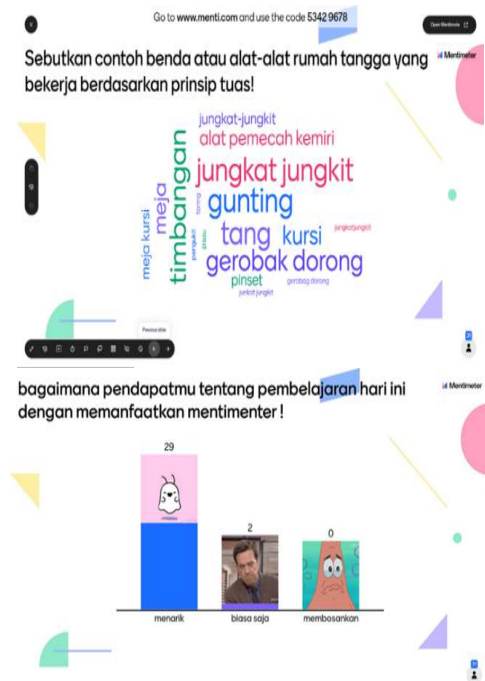 Go to www.menti.com and use the code 5342 9678
Open Mentimeter
Sebutkan contoh benda atau alat-alat rumah tangga yang
bekerja berdasarkan prinsip tuas!
Mentimeter
jungkat-jungkit
alat pemecah kemiri
jungkat jungkit
timbangan
meja
meja kursi
gunting
tang
kursi
jungkatjungkit
gerobak dorong
pinset
gerobag dorong
junkat jungkit
Previous slide
bagaimana pendapatmu tentang pembelajaran hari ini
dengan memanfaatkan mentimenter !
Mentimeter
29
2
0
menarik
biasa saja
membosankan